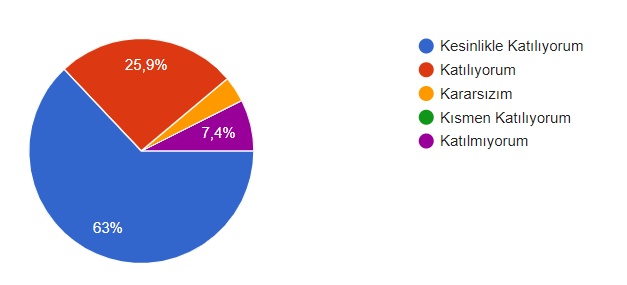 25,9%
7,4%
63%
Kesinlikle Katılıyorum
Katılıyorum
Kararsızım
Kısmen Katılıyorum
Katılmıyorum